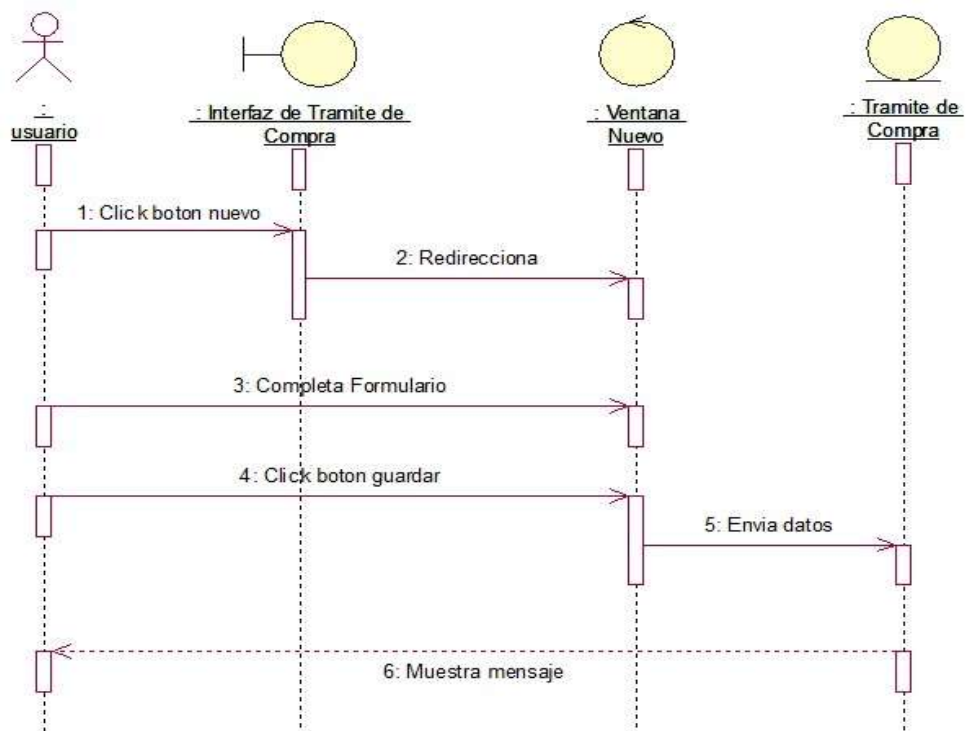 :
usuario
: Interfaz de Tramite de
Compra
: Ventana
Nuevo
: Tramite de
Compra
1: Click boton nuevo
2: Redirecciona
3: Completa Formulario
4: Click boton guardar
5: Envia datos
6: Muestra mensaje